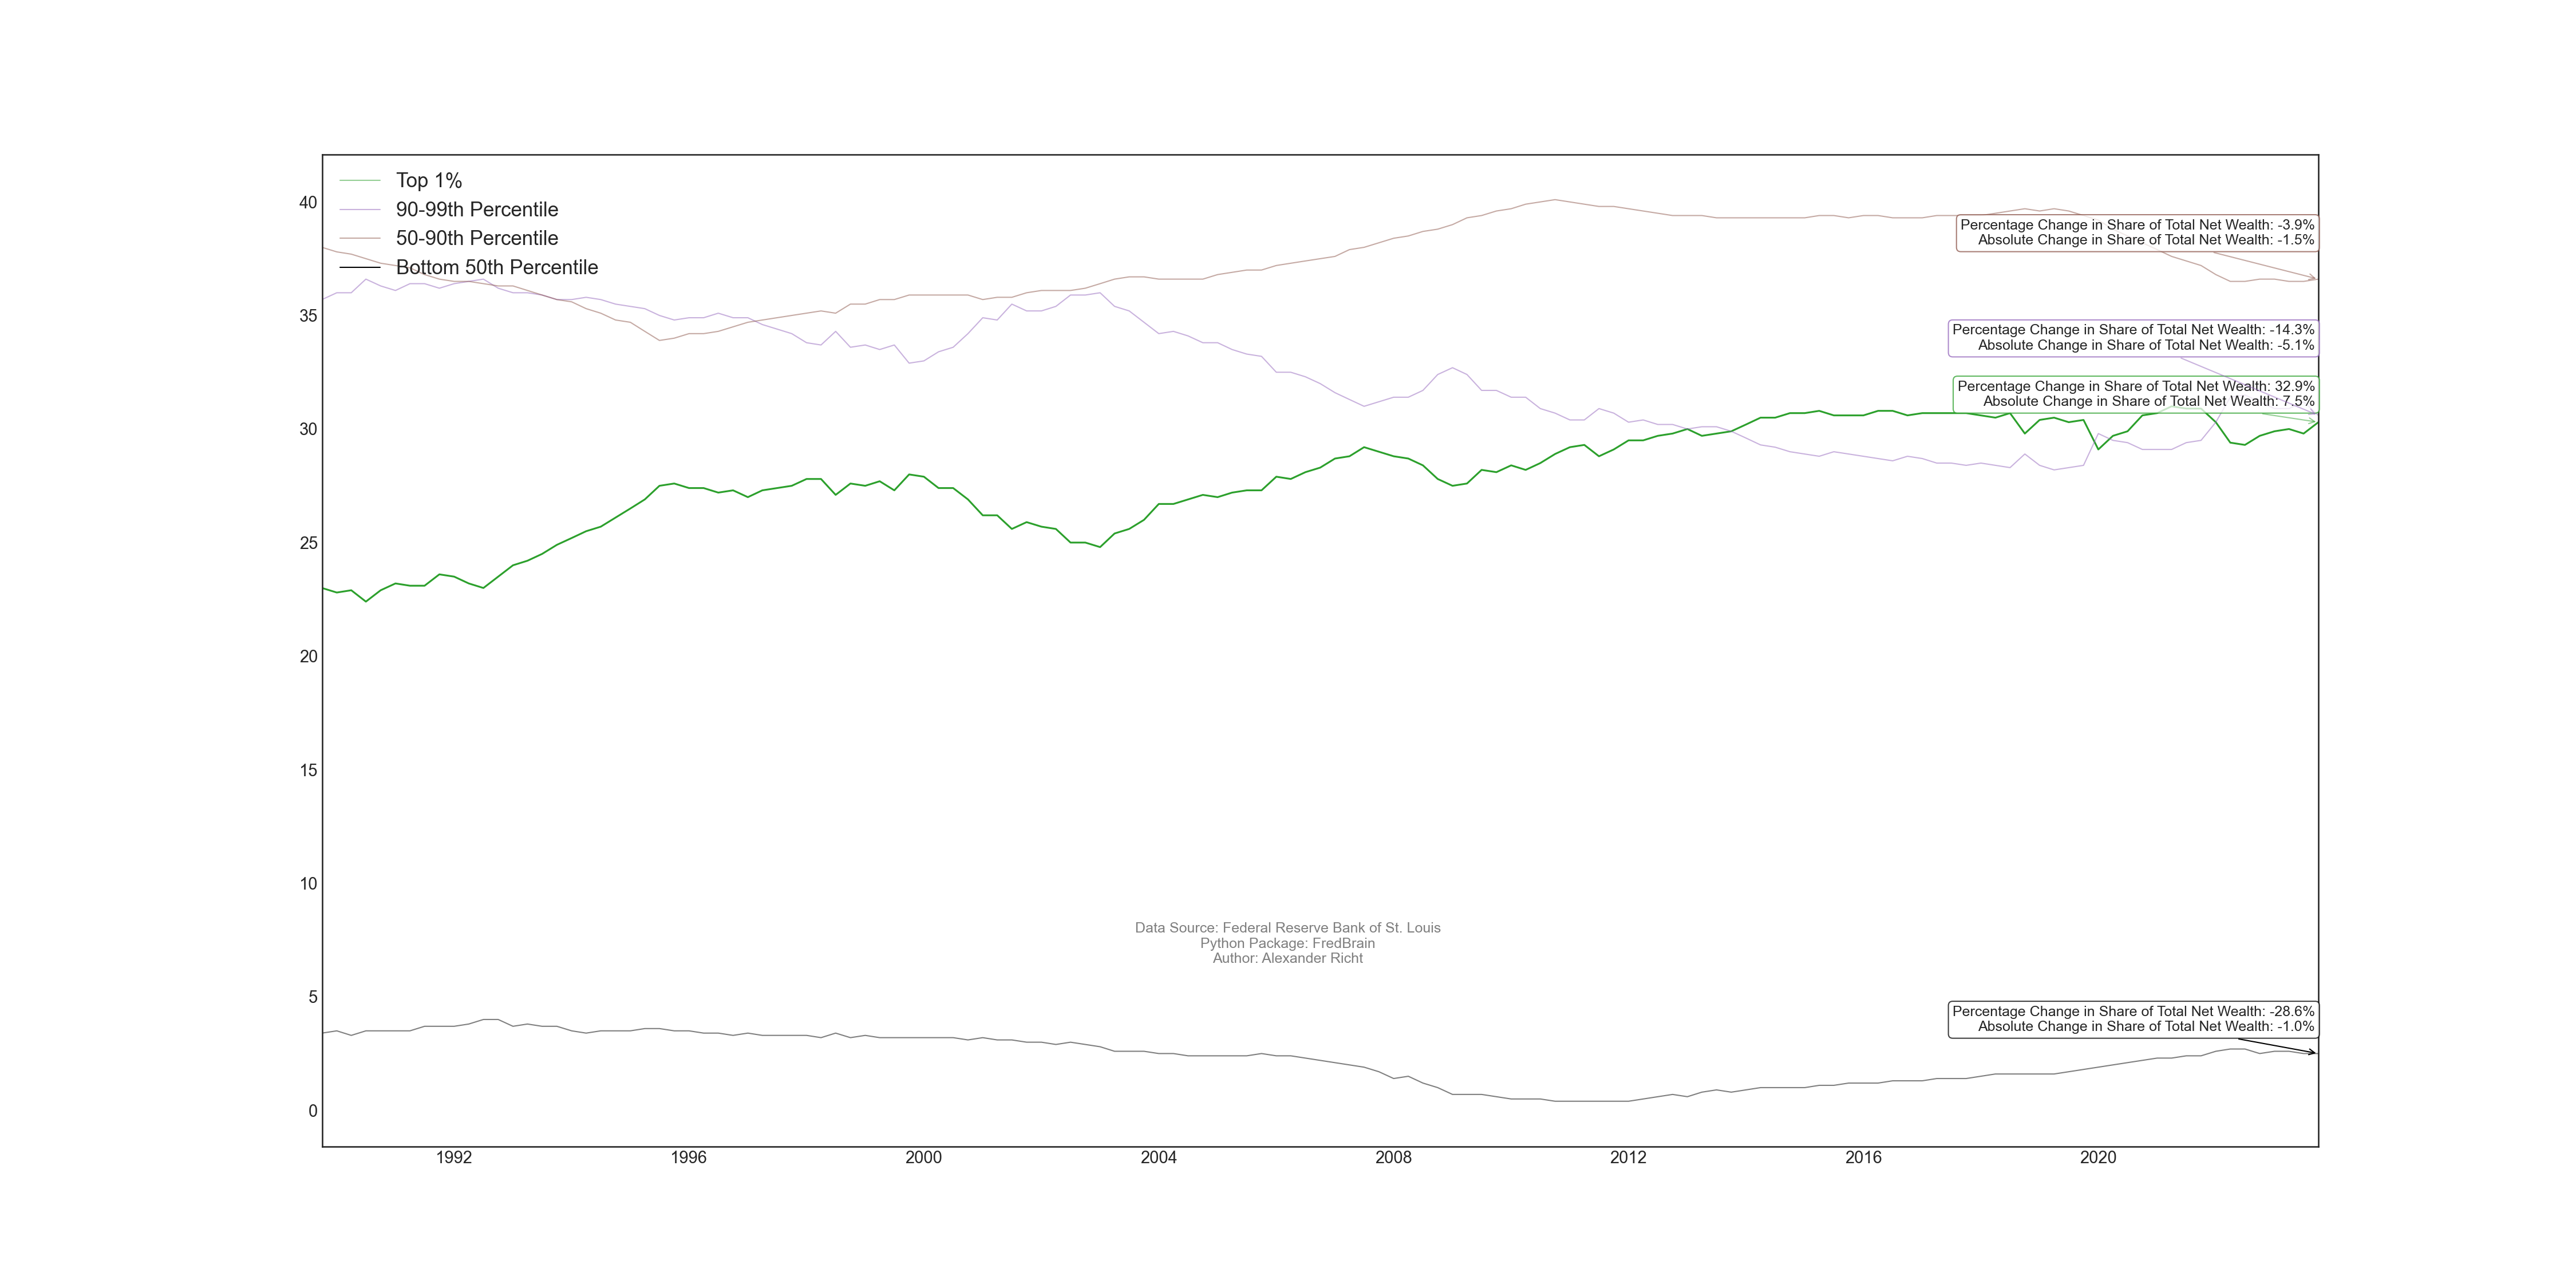 Top 1%
90-99th Percentile
50-90th Percentile
Bottom 50th Percentile
40
35
30
25
20
15
10
5
0
Percentage Change in Share of Total Net Wealth: -3.9%
Absolute Change in Share of Total Net Wealth: -1.5%
Percentage Change in Share of Total Net Wealth: -14.3%
Absolute Change in Share of Total Net Wealth: -5.1%
Percentage Change in Share of Total Net Wealth: 32.9%
Absolute Change in Share of Total Net Wealth: 7.5%
Data Source: Federal Reserve Bank of St. Louis
Python Package: FredBrain
Author: Alexander Richt
Percentage Change in Share of Total Net Wealth: -28.6%
Absolute Change in Share of Total Net Wealth: -1.0%
1992 1996 2000 2004 2008 2012 2016 2020